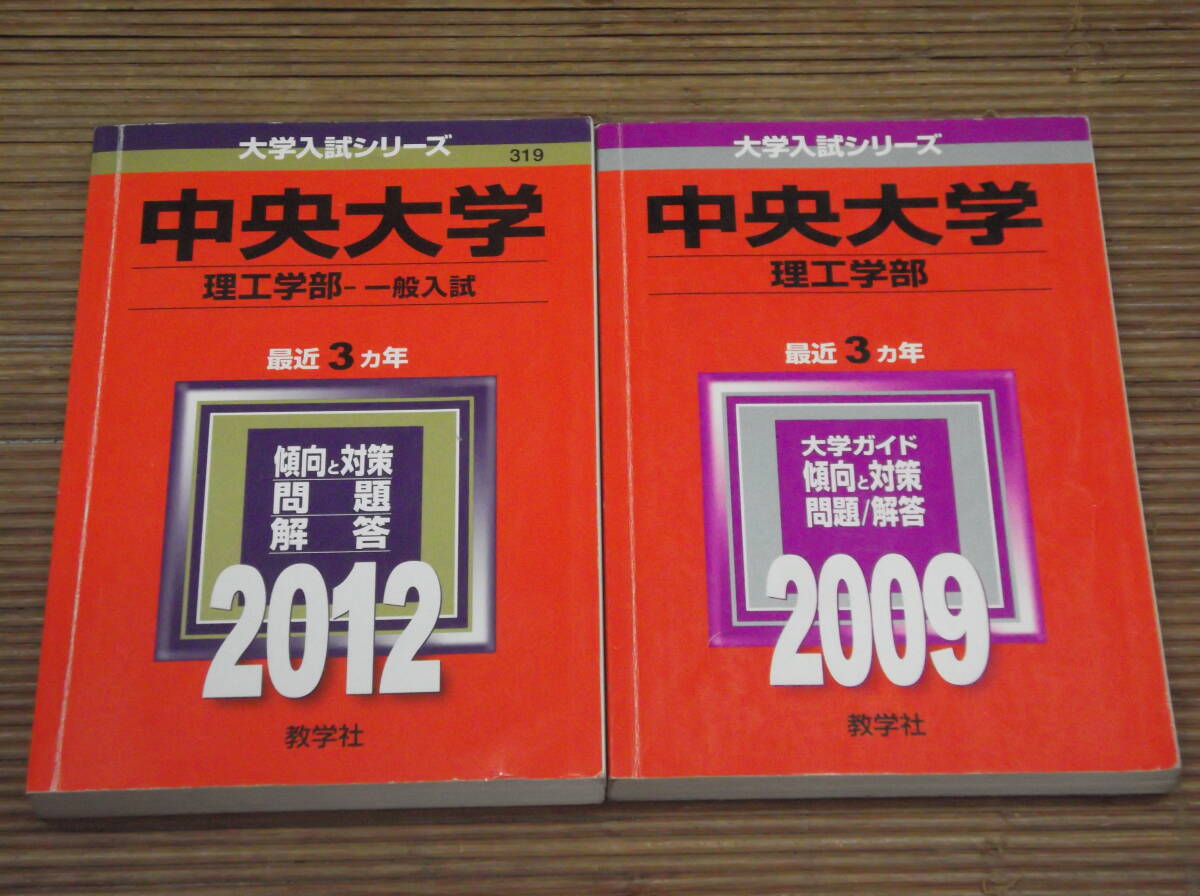 大学入試シリーズ
319
中央大学
理工学部-一般入試
最近3ヵ年
傾向と対策
問題
解答
2012
教学社
大学入試シリーズ
中央大学
理工学部
最近3ヵ年
大学ガイド
傾向と対策
問題/解答
2009
教学社